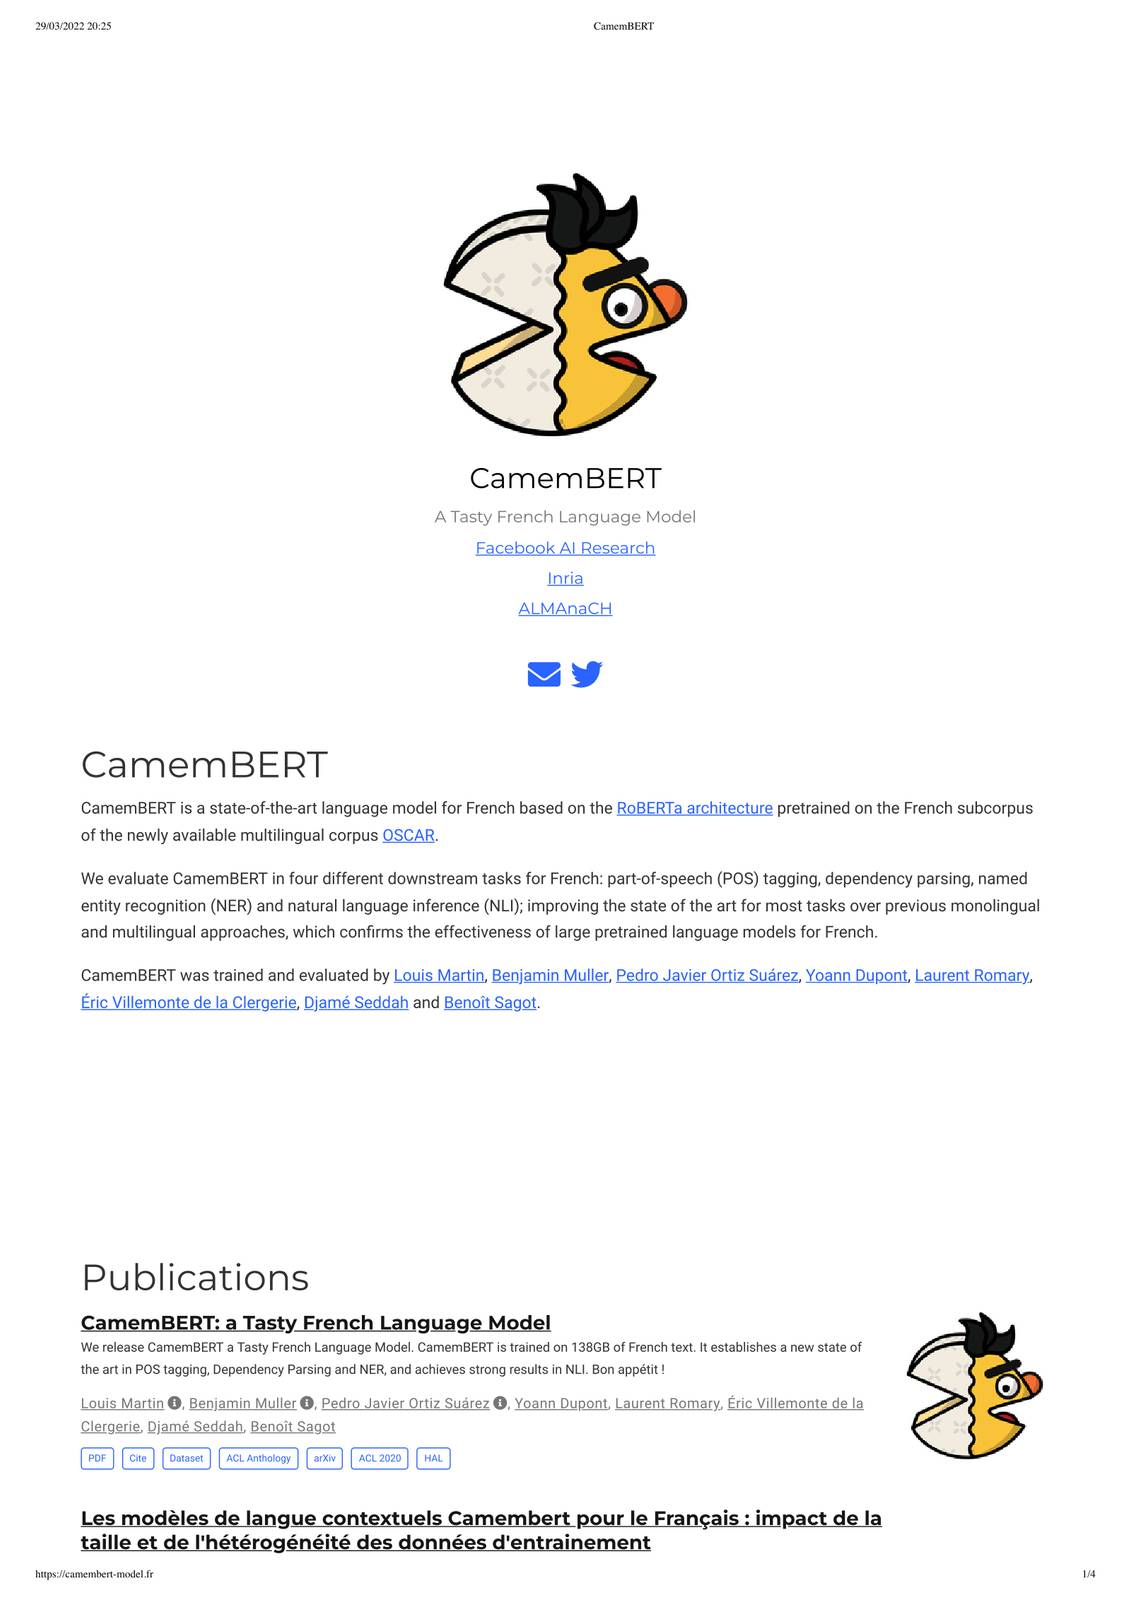 29/03/2022 20:25
CamemBERT
CamemBERT
A Tasty French Language Model
Facebook AI Research
Inria
ALMAnaCH
CamemBERT
CamemBERT is a state-of-the-art language model for French based on the RoBERTa architecture pretrained on the French subcorpus
of the newly available multilingual corpus OSCAR.
We evaluate CamemBERT in four different downstream tasks for French: part-of-speech (POS) tagging, dependency parsing, named
entity recognition (NER) and natural language inference (NLI); improving the state of the art for most tasks over previous monolingual
and multilingual approaches, which confirms the effectiveness of large pretrained language models for French.
CamemBERT was trained and evaluated by Louis Martin, Benjamin Muller, Pedro Javier Ortiz Suárez, Yoann Dupont, Laurent Romary,
Éric Villemonte de la Clergerie, Djamé Seddah and Benoît Sagot.
Publications
CamemBERT: a Tasty French Language Model
We release CamemBERT a Tasty French Language Model. CamemBERT is trained on 138GB of French text. It establishes a new state of
the art in POS tagging, Dependency Parsing and NER, and achieves strong results in NLI. Bon appétit !
Louis Martin, Benjamin Muller, Pedro Javier Ortiz Suárez, Yoann Dupont, Laurent Romary, Éric Villemonte de la
Clergerie, Djamé Seddah, Benoît Sagot
PDF Cite Dataset ACL Anthology arXiv ACL 2020 HAL
Les modèles de langue contextuels Camembert pour le Français : impact de la
taille et de l'hétérogénéité des données d'entrainement
https://camembert-model.fr
1/4